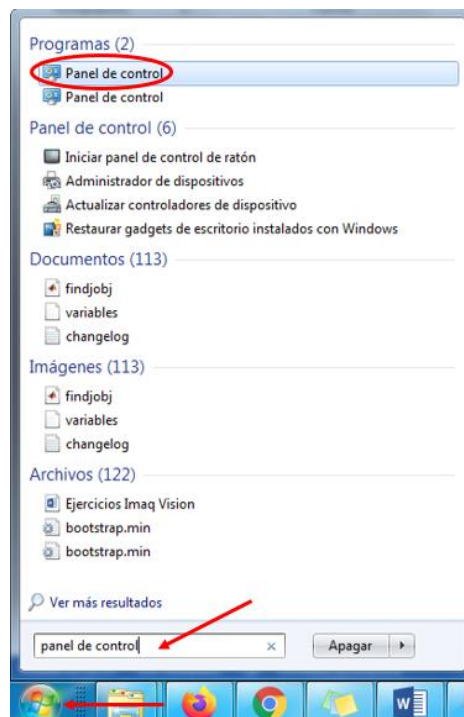 Programas (2)
Panel de control
Panel de control
Panel de control (6)
Iniciar panel de control de ratón
Administrador de dispositivos
Actualizar controladores de dispositivo
Restaurar gadgets de escritorio instalados con Windows
Documentos (113)
findjobj
variables
changelog
Imágenes (113)
findjobj
variables
changelog
Archivos (122)
Ejercicios Imaq Vision
bootstrap.min
bootstrap.min
Ver más resultados
panel de control
Apagar
W